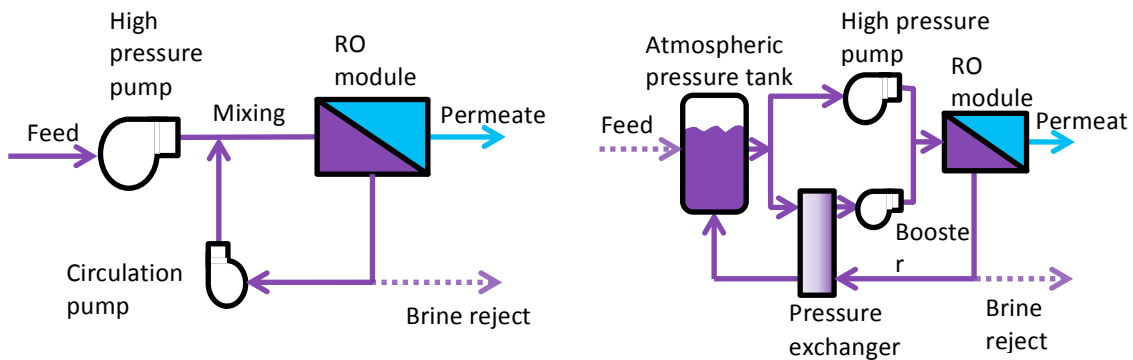 High
pressure
pump
RO
module
Mixing
Feed
Permeate
Circulation
pump
Brine reject
High pressure
pump
Atmospheric
pressure tank
RO
module
Feed
Permeat
Booste
r
Brine
reject
Pressure
exchanger